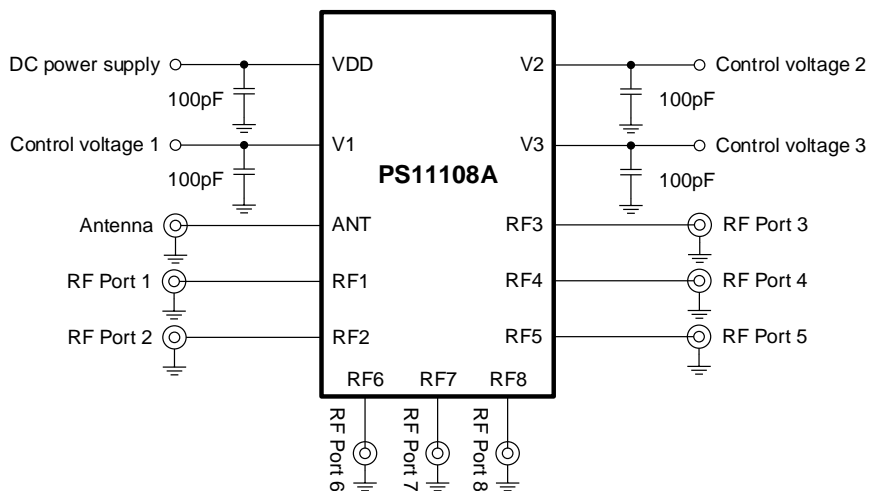 DC power supply
VDD
V2
Control voltage 2
100pF
100pF
Control voltage 1
V1
V3
Control voltage 3
100pF
100pF
PS11108A
Antenna
ANT
RF3
RF Port 3
RF Port 1
RF1
RF4
RF Port 4
RF Port 2
RF2
RF5
RF Port 5
RF6
RF7
RF8
RF Port 6
RF Port 7
RF Port 8